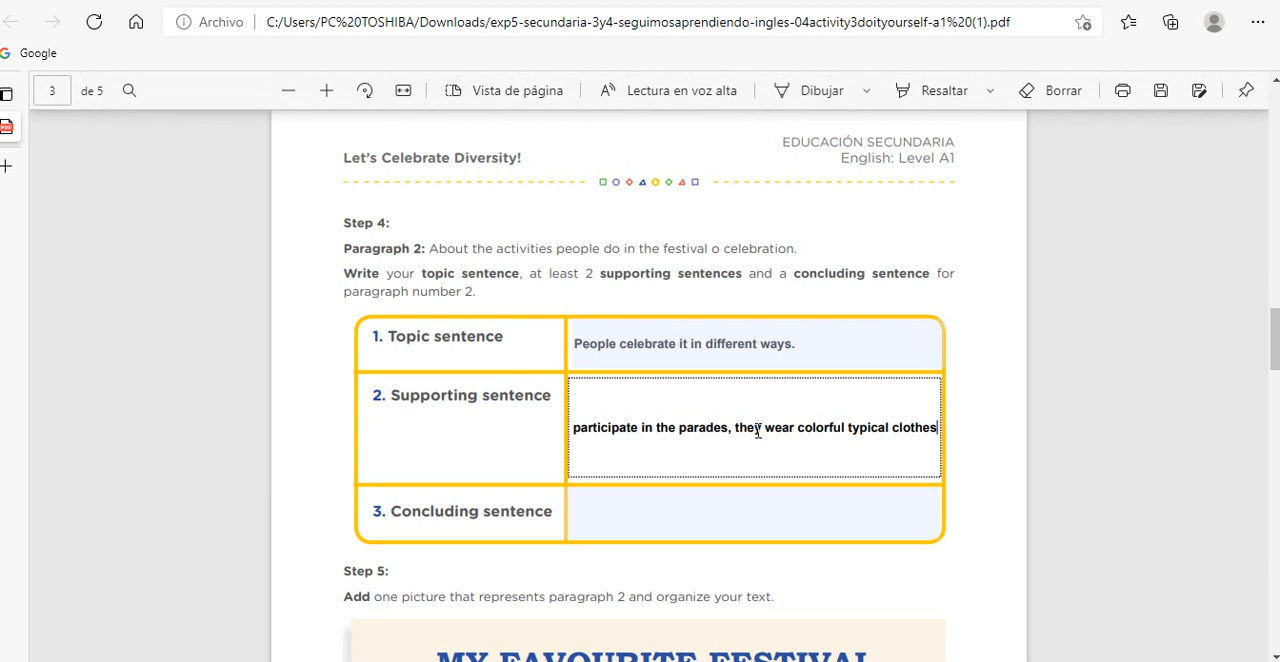 Archivo
C:/Users/PC%20TOSHIBA/Downloads/exp5-secundaria-3y4-seguimosaprendiendo-ingles-04activity3doityourself-a1%20(1).pdf
G Google
3 de 5
Vista de página
Lectura en voz alta
Dibujar
Resaltar
Borrar
PDF
EDUCACIÓN SECUNDARIA
Let's Celebrate Diversity!
English: Level A1
Step 4:
Paragraph 2: About the activities people do in the festival o celebration.
Write your topic sentence, at least 2 supporting sentences and a concluding sentence for
paragraph number 2.
1. Topic sentence
People celebrate it in different ways.
2. Supporting sentence
participate in the parades, they wear colorful typical clothes
3. Concluding sentence
Step 5:
Add one picture that represents paragraph 2 and organize your text.
MY FAVOURITE FESTIVAL